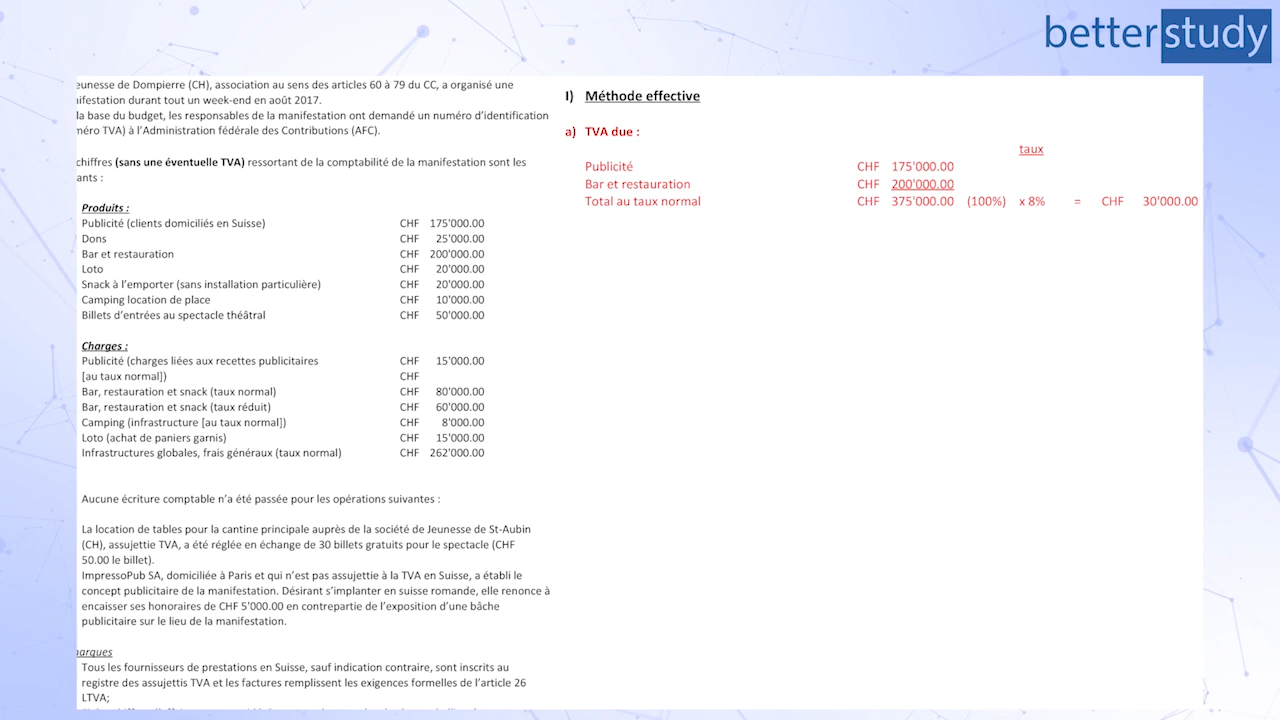 betterstudy
eunesse de Dompierre (CH), association au sens des articles 60 à 79 du CC, a organisé une
ifestation durant tout un week-end en août 2017.
la base du budget, les responsables de la manifestation ont demandé un numéro d'identification
méro TVA) à l'Administration fédérale des Contributions (AFC).
chiffres (sans une éventuelle TVA) ressortant de la comptabilité de la manifestation sont les
ants :
Produits :
Publicité (clients domiciliés en Suisse) CHF 175'000.00
Dons CHF 25'000.00
Bar et restauration CHF 200'000.00
Loto CHF 20'000.00
Snack à l'emporter (sans installation particulière) CHF 20'000.00
Camping location de place CHF 10'000.00
Billets d'entrées au spectacle théâtral CHF 50'000.00
Charges :
Publicité (charges liées aux recettes publicitaires CHF 15'000.00
[au taux normal]) CHF
Bar, restauration et snack (taux normal) CHF 80'000.00
Bar, restauration et snack (taux réduit) CHF 60'000.00
Camping (infrastructure [au taux normal]) CHF 8'000.00
Loto (achat de paniers garnis) CHF 15'000.00
Infrastructures globales, frais généraux (taux normal) CHF 262'000.00
Aucune écriture comptable n'a été passée pour les opérations suivantes :
La location de tables pour la cantine principale auprès de la société de Jeunesse de St-Aubin
(CH), assujettie TVA, a été réglée en échange de 30 billets gratuits pour le spectacle (CHF
50.00 le billet).
ImpressoPub SA, domiciliée à Paris et qui n'est pas assujettie à la TVA en Suisse, a établi le
concept publicitaire de la manifestation. Désirant s'implanter en suisse romande, elle renonce à
encaisser ses honoraires de CHF 5'000.00 en contrepartie de l'exposition d'une bâche
publicitaire sur le lieu de la manifestation.
arques
Tous les fournisseurs de prestations en Suisse, sauf indication contraire, sont inscrits au
registre des assujettis TVA et les factures remplissent les exigences formelles de l'article 26
LTVA;
I) Méthode effective
a) TVA due :
taux
Publicité CHF 175'000.00
Bar et restauration CHF 200'000.00
Total au taux normal CHF 375'000.00 (100%) x 8% = CHF 30'000.00